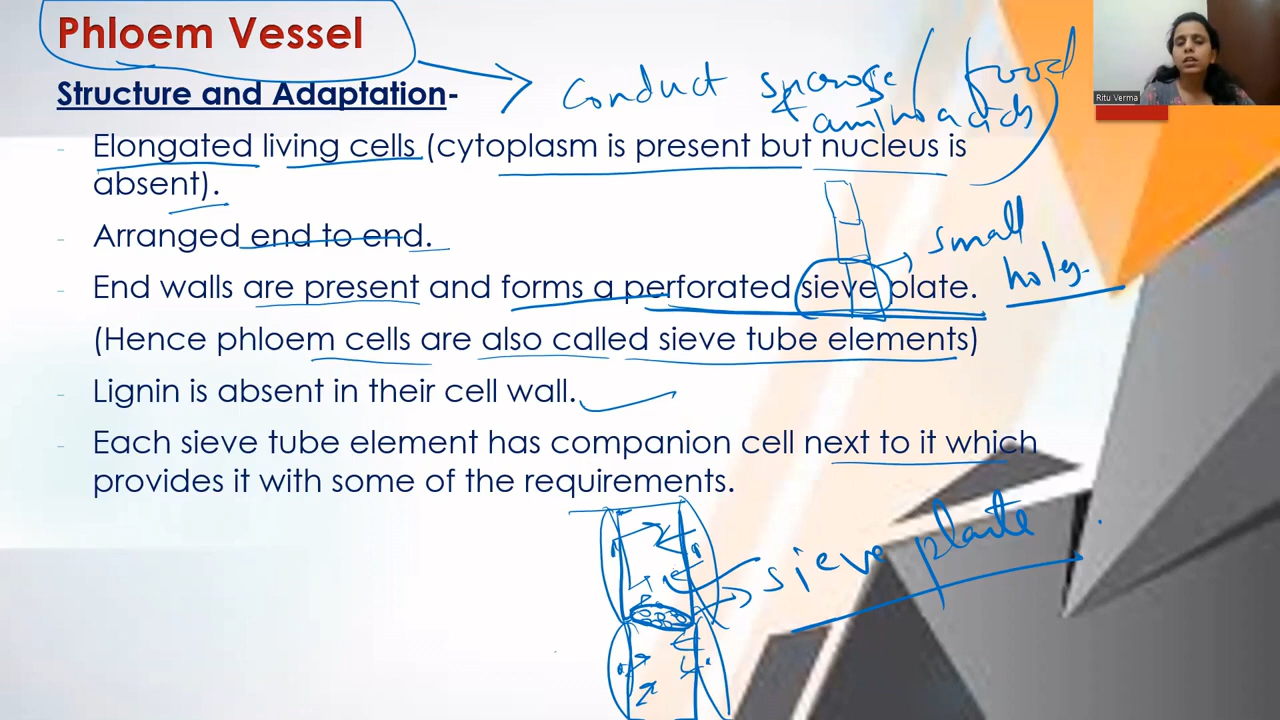 Phloem Vessel
Structure and Adaptation-
Conduct sucrose / food
amino acids
Ritu Verma
- Elongated living cells (cytoplasm is present but nucleus is
absent).
- Arranged end to end.
small
holes
- End walls are present and forms a perforated sieve plate.
(Hence phloem cells are also called sieve tube elements)
- Lignin is absent in their cell wall.
- Each sieve tube element has companion cell next to it which
provides it with some of the requirements.
sieve plate